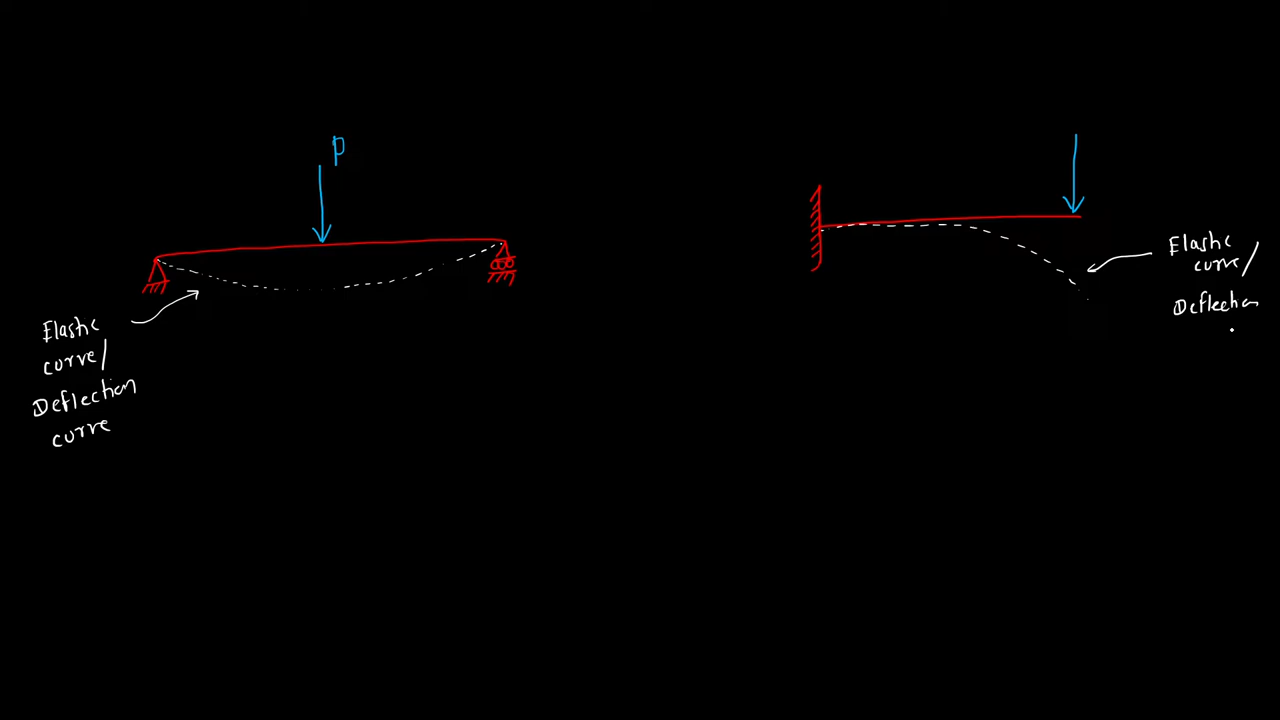 P
Elastic
curve/
Deflection
curve
Elastic
curve/
Deflection